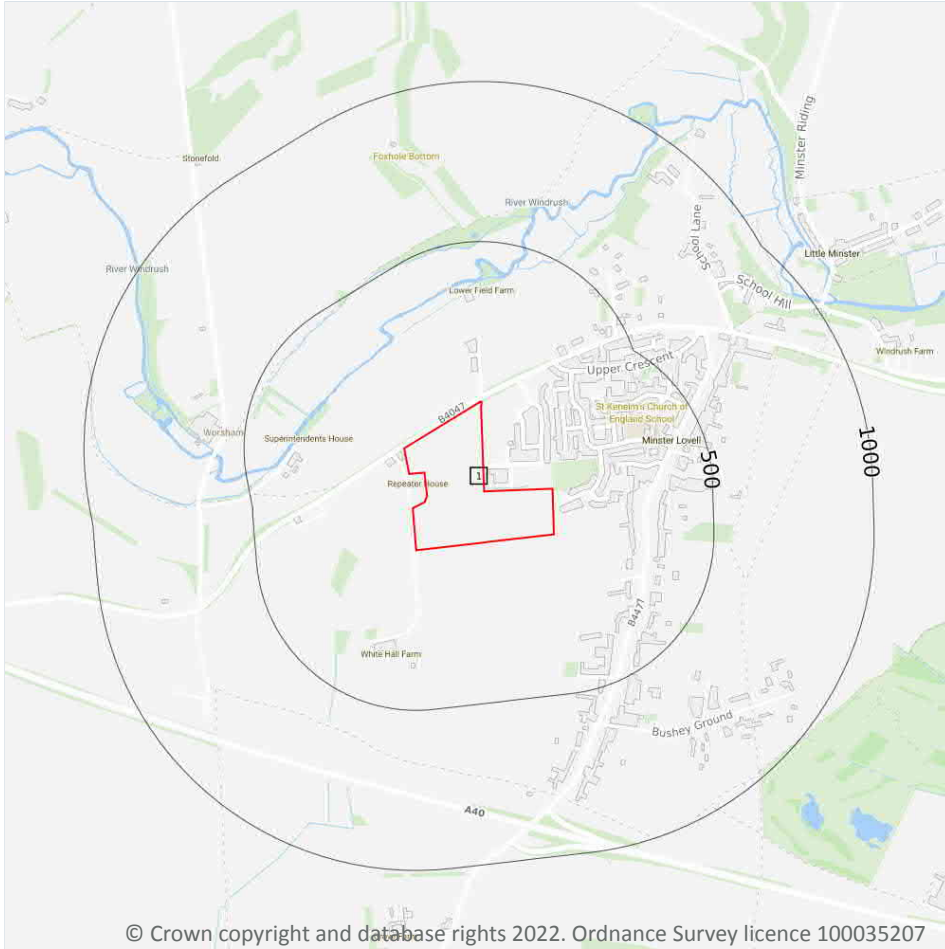 Minster Riding
Stonefold
Foxhole Bottom
River Windrush
School Lane
Little Minster
River Windrush
School Hill
Lower Field Farm
Windrush Farm
Upper Crescent
B4047
St Kenelm's Church of
England School
Worsham
Superintendents House
Minster Lovell
1000
500
1
Repeater House
B4477
White Hall Farm
Bushey Ground
A40
© Crown copyright and database rights 2022. Ordnance Survey licence 100035207